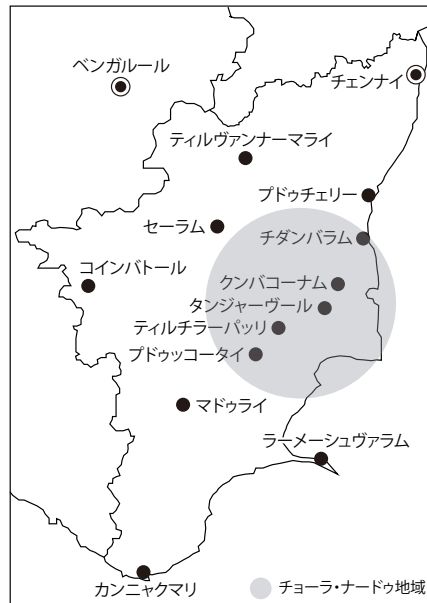 ベンガルール
チェンナイ
ティルヴァンナーマライ
プドゥチェリー
セーラム
チダンバラム
コインバトール
クンバコーナム
タンジャーヴール
ティルチラーパッリ
プドゥッコータイ
マドゥライ
ラーメーシュヴァラム
カンニャクマリ
チョーラ・ナードゥ地域